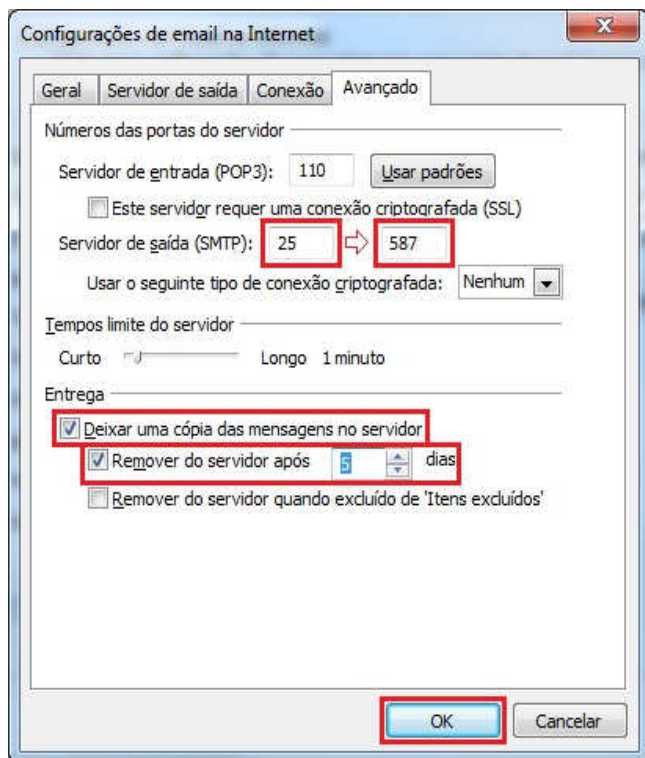 Configurações de email na Internet
Geral Servidor de saída Conexão Avançado
Números das portas do servidor
Servidor de entrada (POP3): 110 Usar padrões
Este servidor requer uma conexão criptografada (SSL)
Servidor de saída (SMTP): 25 587
Usar o seguinte tipo de conexão criptografada: Nenhum
Tempos limite do servidor
Curto Longo 1 minuto
Entrega
Deixar uma cópia das mensagens no servidor
Remover do servidor após 5 dias
Remover do servidor quando excluído de 'Itens excluídos'
OK Cancelar